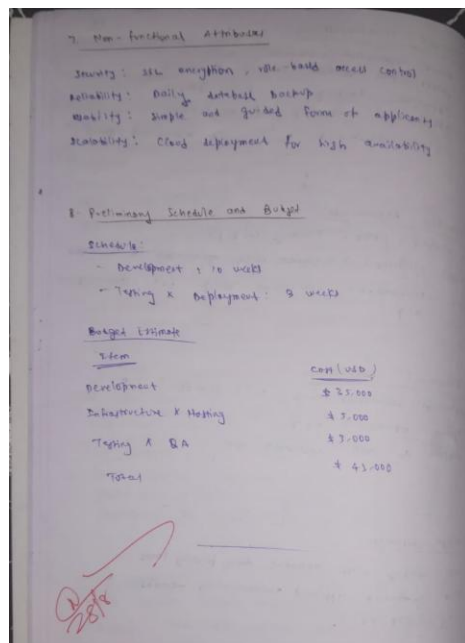 7. Non-fractional Attributes
Security: SSL encryption, role-based access control
Reliability: Daily database backup
Usability: Simple and guided forms of applicants
Scalability: Cloud deployment for high availability
8. Preliminary Schedule and Budget
Schedule:
- Development : 10 weeks
- Testing & Deployment: 3 weeks
Budget Estimate
Item Cost (USD)
Development $35,000
Infrastructure & Hosting $5,000
Testing & QA $3,000
Total $43,000
28/8